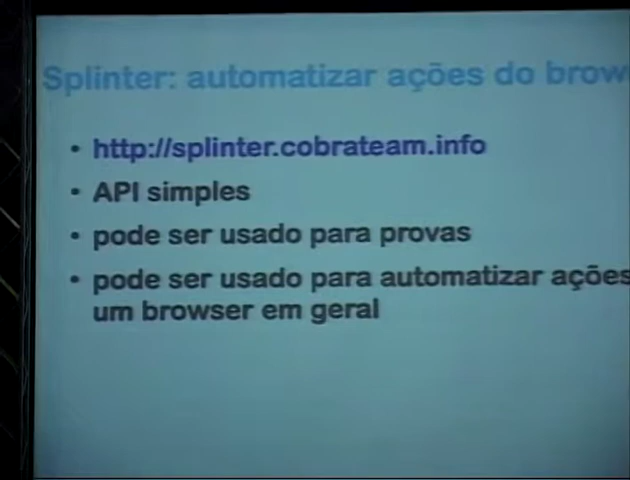 Splinter: automatizar ações do brow
• http://splinter.cobrateam.info
• API simples
• pode ser usado para provas
• pode ser usado para automatizar ações
um browser em geral